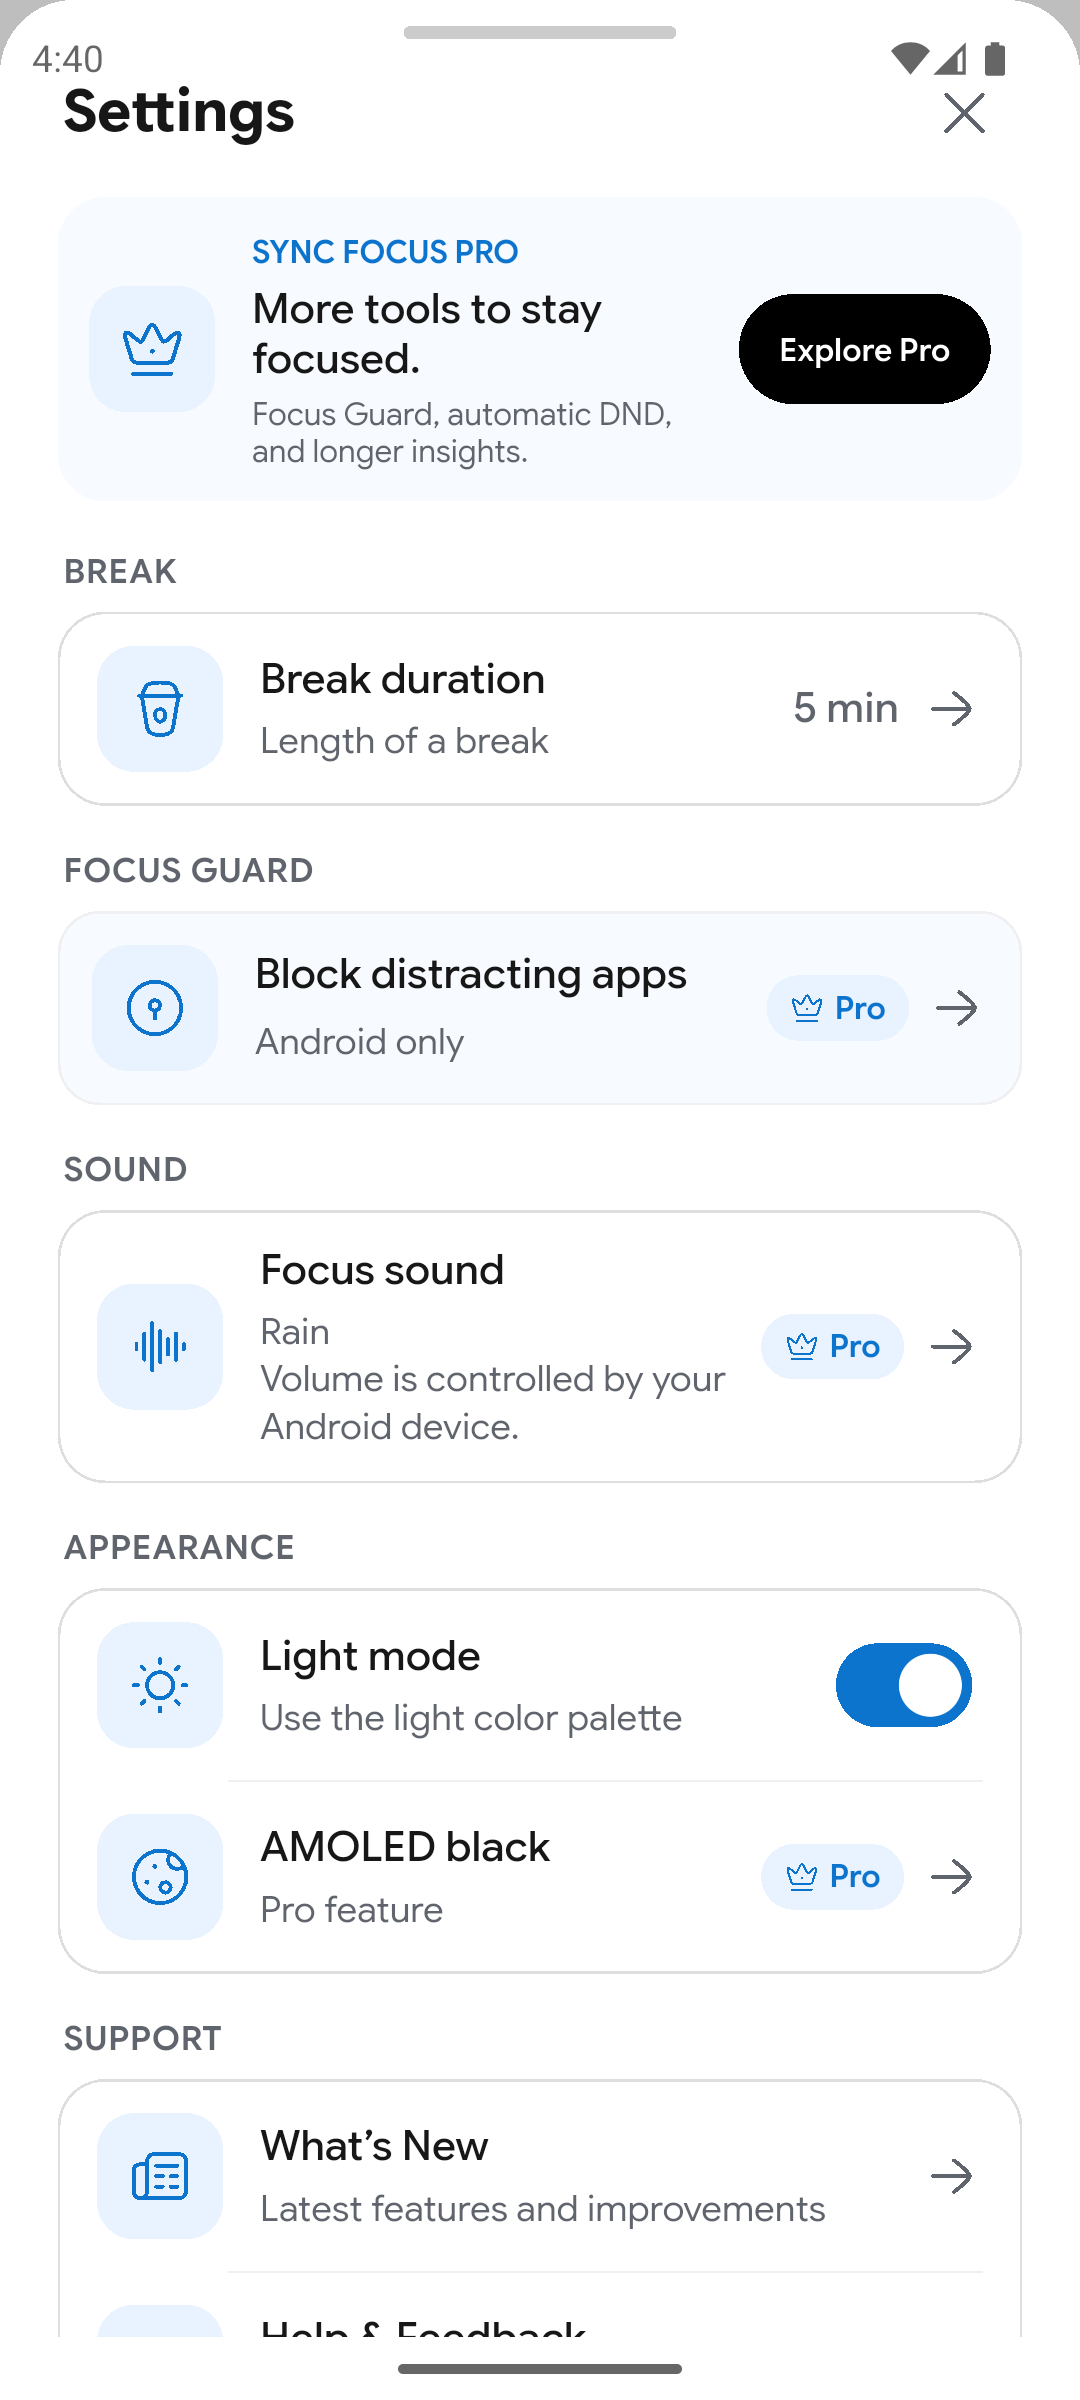 4:40
Settings
SYNC FOCUS PRO
More tools to stay
focused.
Focus Guard, automatic DND,
and longer insights.
Explore Pro
BREAK
Break duration
Length of a break
5 min
FOCUS GUARD
Block distracting apps
Android only
Pro
SOUND
Focus sound
Rain
Volume is controlled by your
Android device.
Pro
APPEARANCE
Light mode
Use the light color palette
AMOLED black
Pro feature
Pro
SUPPORT
What’s New
Latest features and improvements
Help & Feedback